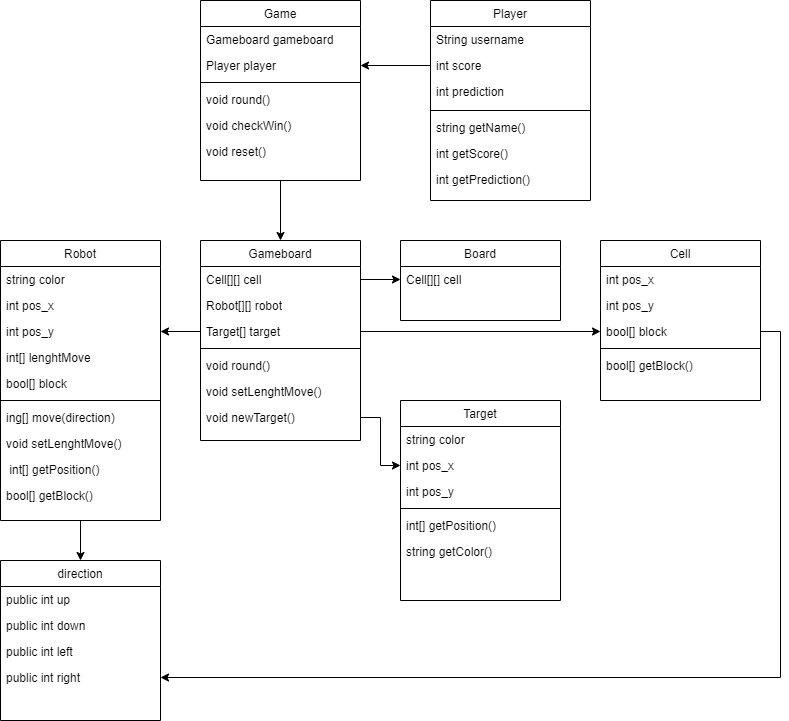 Game
Gameboard gameboard
Player player
void round()
void checkWin()
void reset()
Player
String username
int score
int prediction
string getName()
int getScore()
int getPrediction()
Robot
string color
int pos_x
int pos_y
int[] lenghtMove
bool[] block
ing[] move(direction)
void setLenghtMove()
int[] getPosition()
bool[] getBlock()
Gameboard
Cell[][] cell
Robot[][] robot
Target[] target
void round()
void setLenghtMove()
void newTarget()
Board
Cell[][] cell
Cell
int pos_x
int pos_y
bool[] block
bool[] getBlock()
Target
string color
int pos_x
int pos_y
int[] getPosition()
string getColor()
direction
public int up
public int down
public int left
public int right